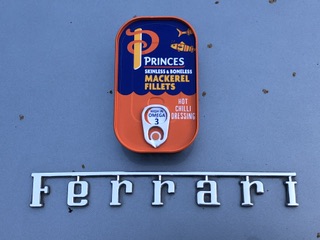 PRINCES
SKINLESS & BONELESS
MACKEREL
FILLETS
HOT
CHILLI
DRESSING
OMEGA
3
Ferrari